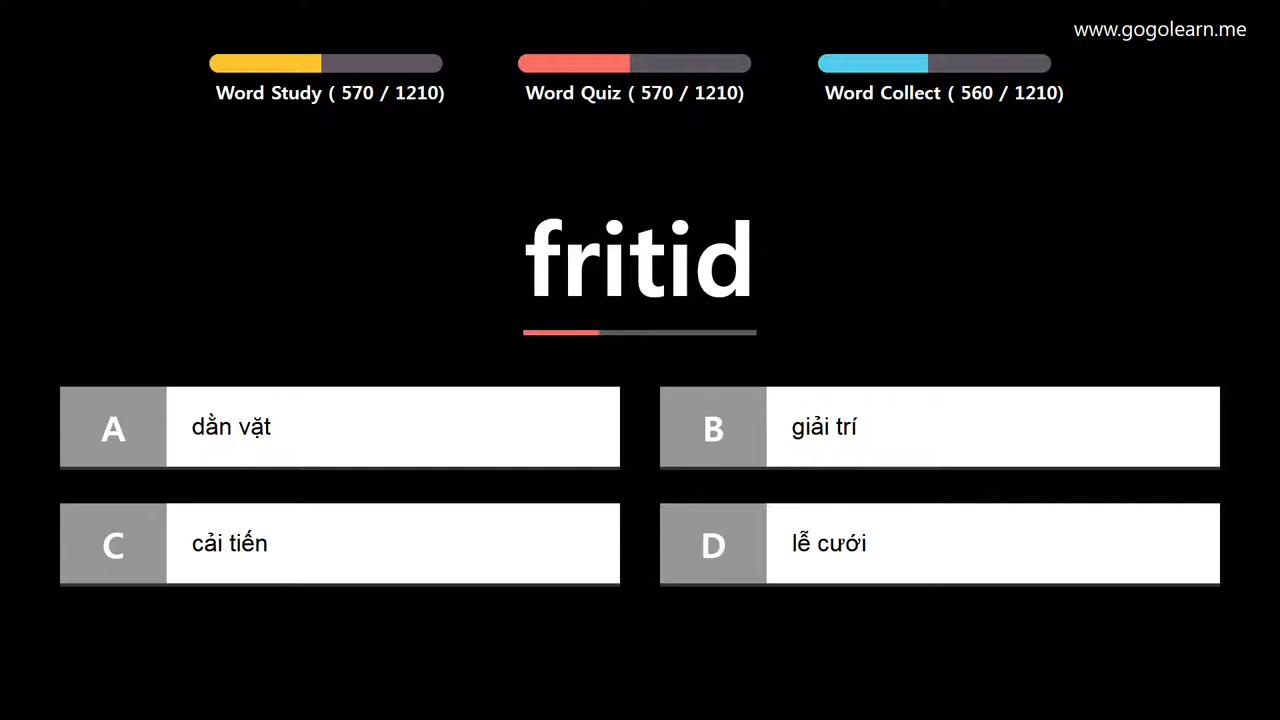 www.gogolearn.me
Word Study ( 570 / 1210)
Word Quiz ( 570 / 1210)
Word Collect ( 560 / 1210)
fritid
A dằn vặt
B giải trí
C cải tiến
D lễ cưới